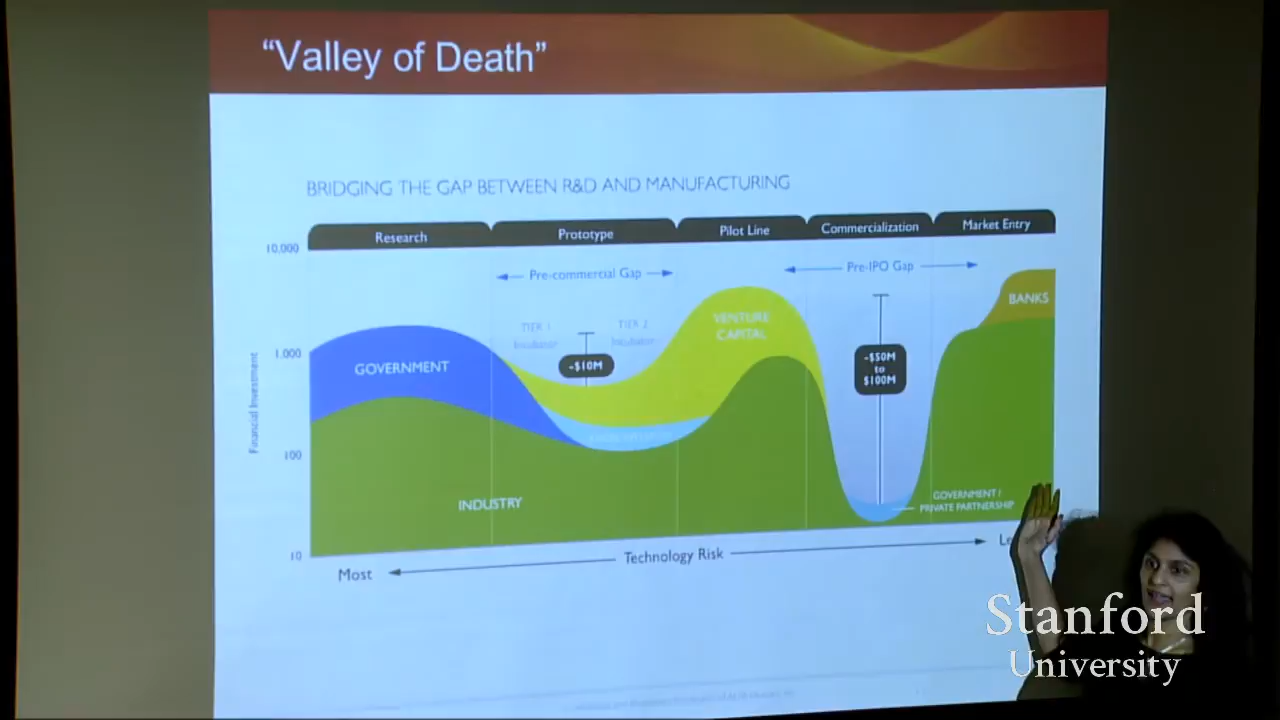 “Valley of Death”
BRIDGING THE GAP BETWEEN R&D AND MANUFACTURING
Research
Prototype
Pilot Line
Commercialization
Market Entry
10,000
Pre-commercial Gap
Pre-IPO Gap
TIER 1
Incubator
TIER 2
Incubator
VENTURE
CAPITAL
BANKS
1,000
GOVERNMENT
-$10M
-$50M
to
$100M
Financial Investment
100
INDUSTRY
GOVERNMENT /
PRIVATE PARTNERSHIP
10
Most
Technology Risk
Stanford
University